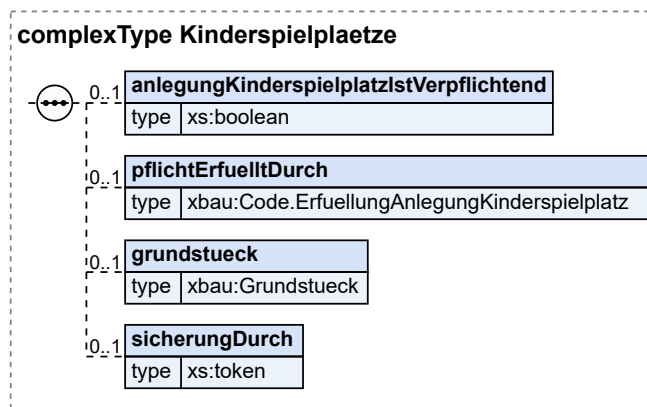 complexType Kinderspielplaetze
0..1 anlegungKinderspielplatzIstVerpflichtend
type xs:boolean
0..1 pflichtErfuelltDurch
type xbau:Code.ErfuellungAnlegungKinderspielplatz
0..1 grundstueck
type xbau:Grundstueck
0..1 sicherungDurch
type xs:token